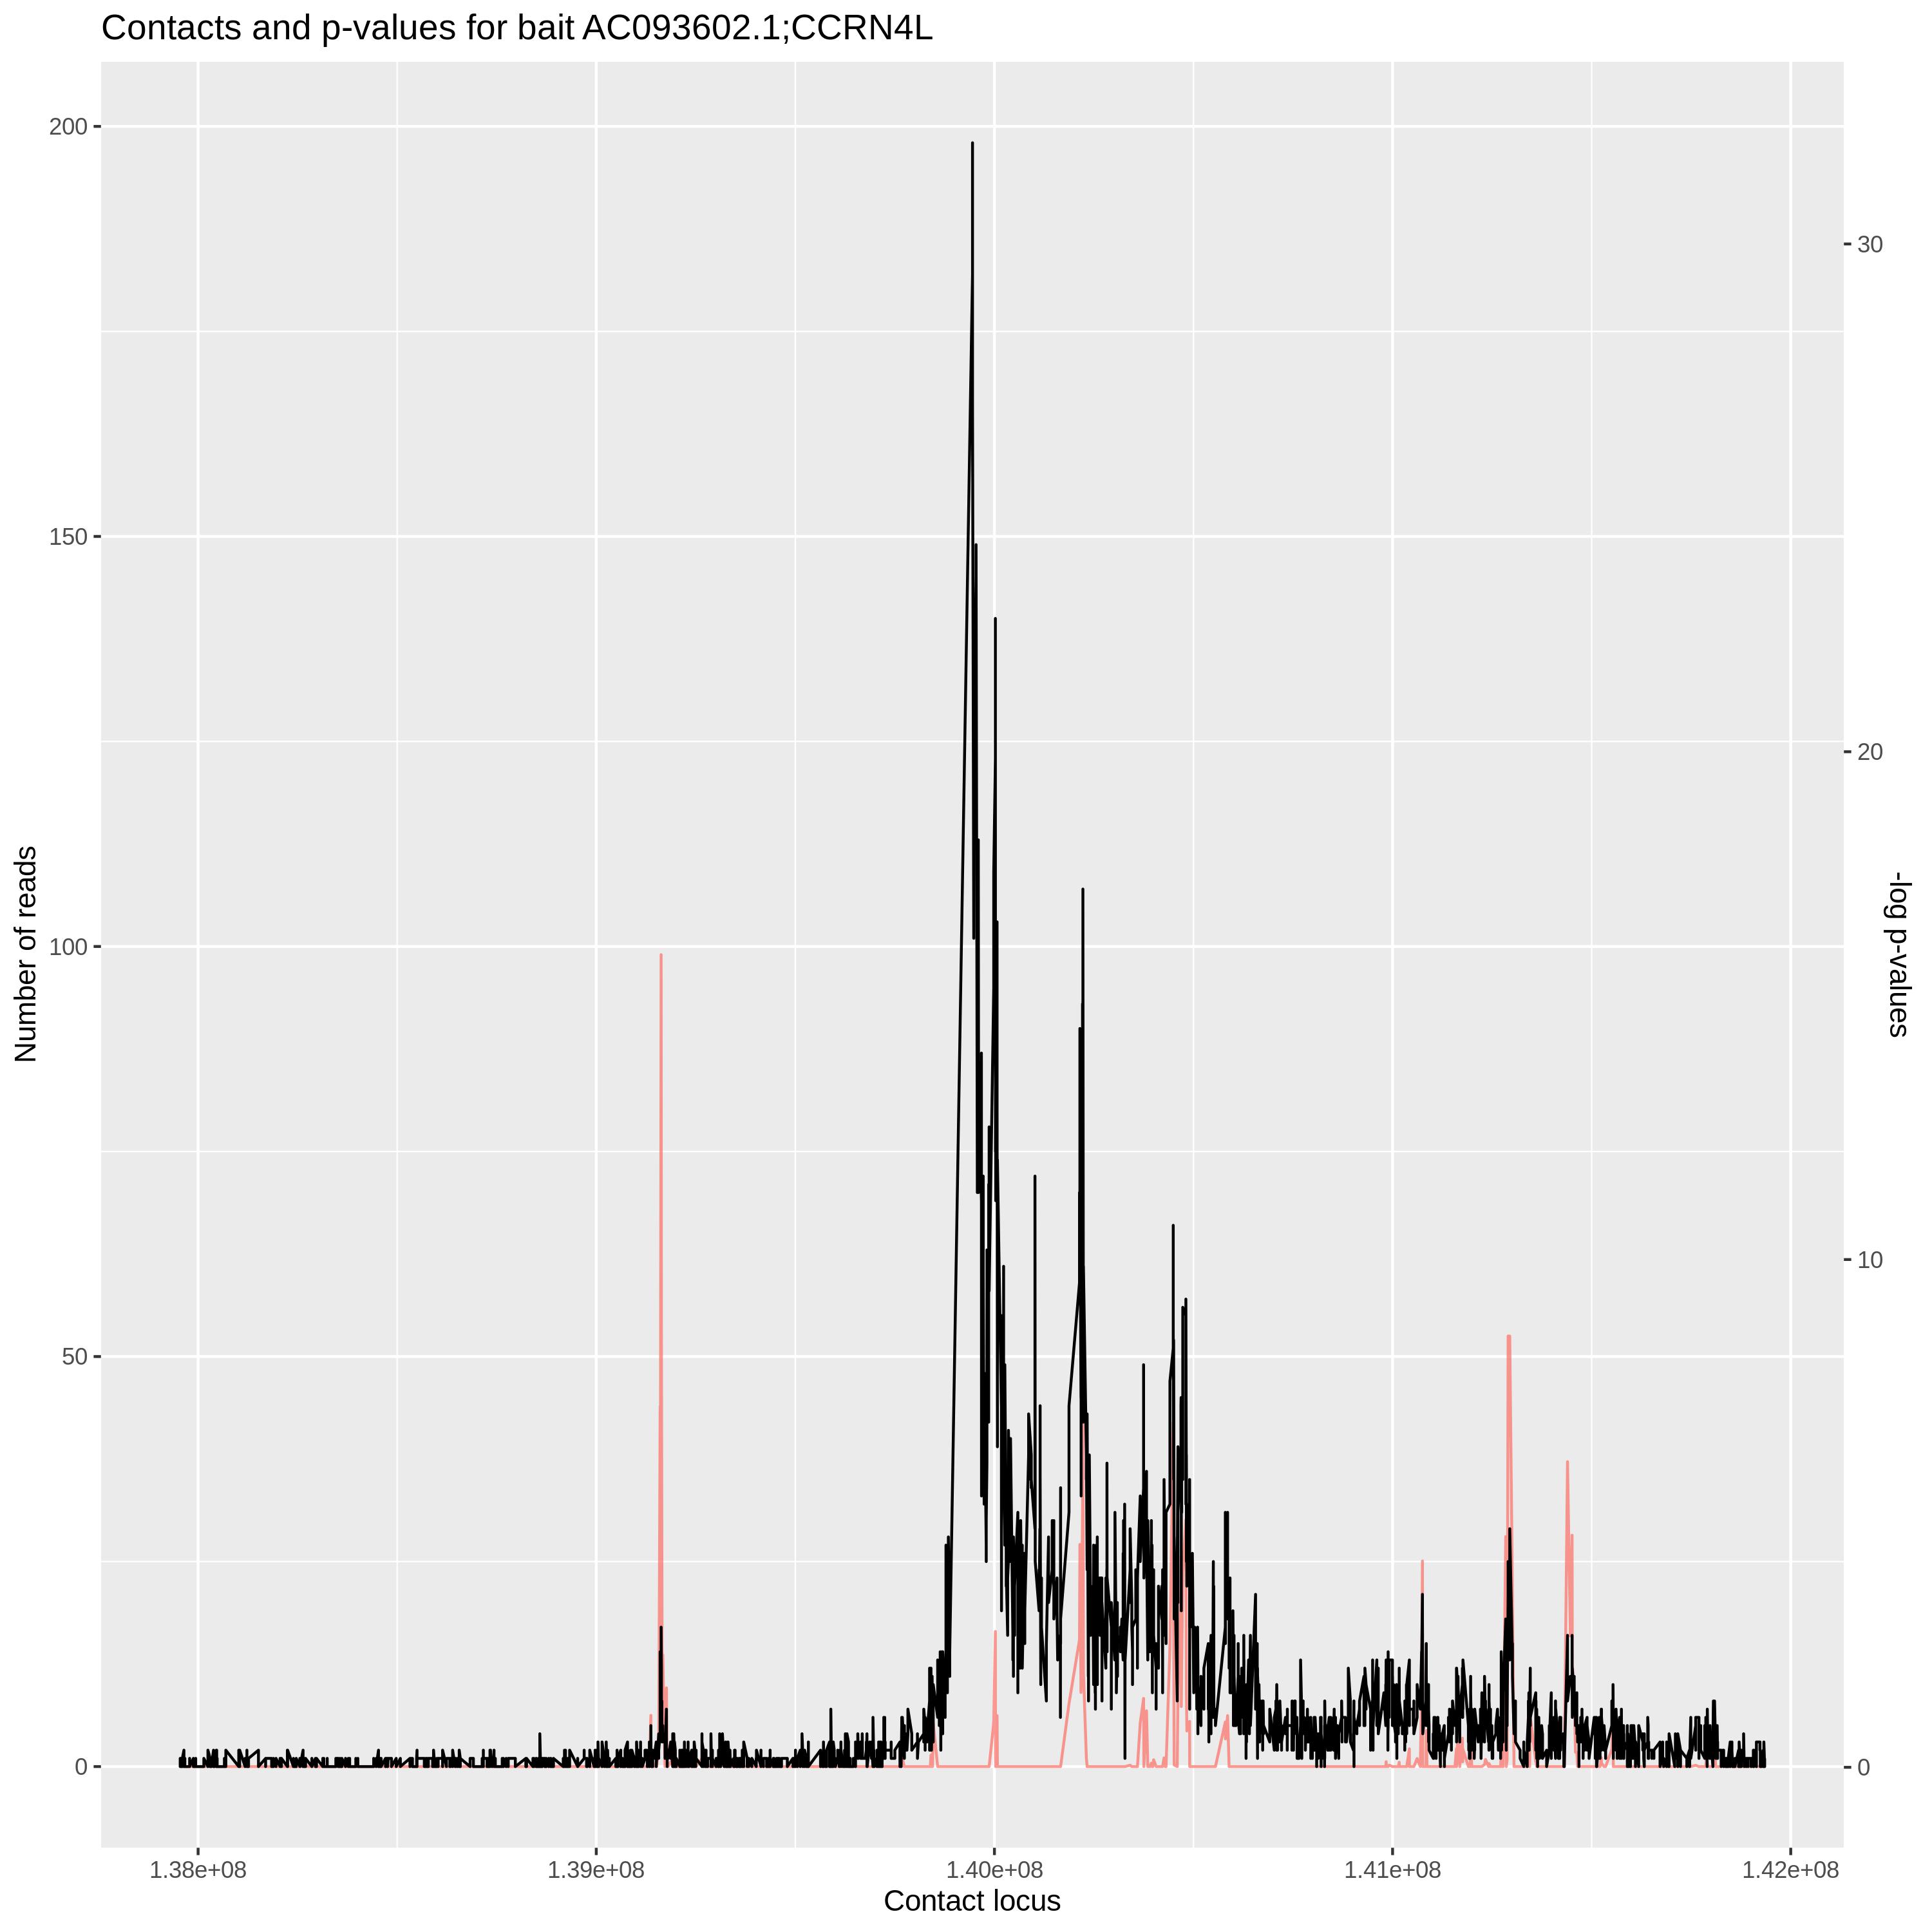 Contacts and p-values for bait AC093602.1;CCRN4L
200
150
100
50
0
Number of reads
30
20
10
0
-log p-values
1.38e+08 1.39e+08 1.40e+08 1.41e+08 1.42e+08
Contact locus